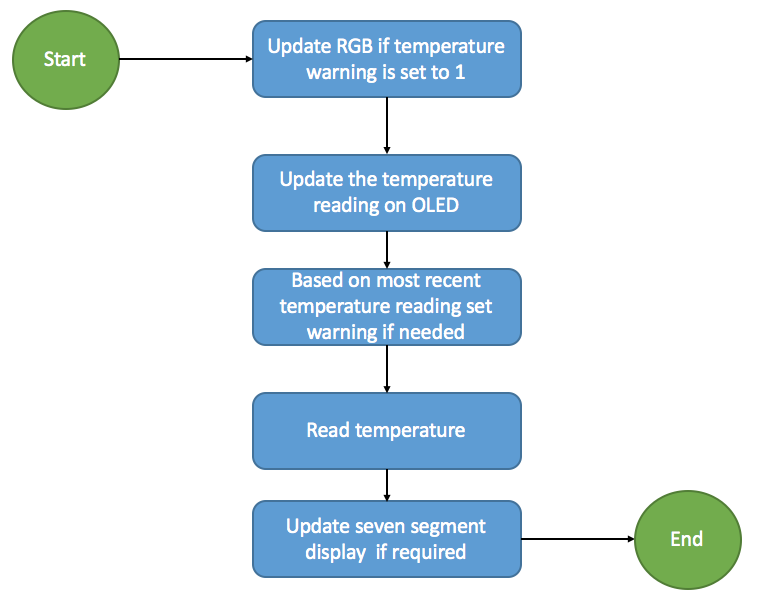 Start
Update RGB if temperature
warning is set to 1
Update the temperature
reading on OLED
Based on most recent
temperature reading set
warning if needed
Read temperature
Update seven segment
display  if required
End